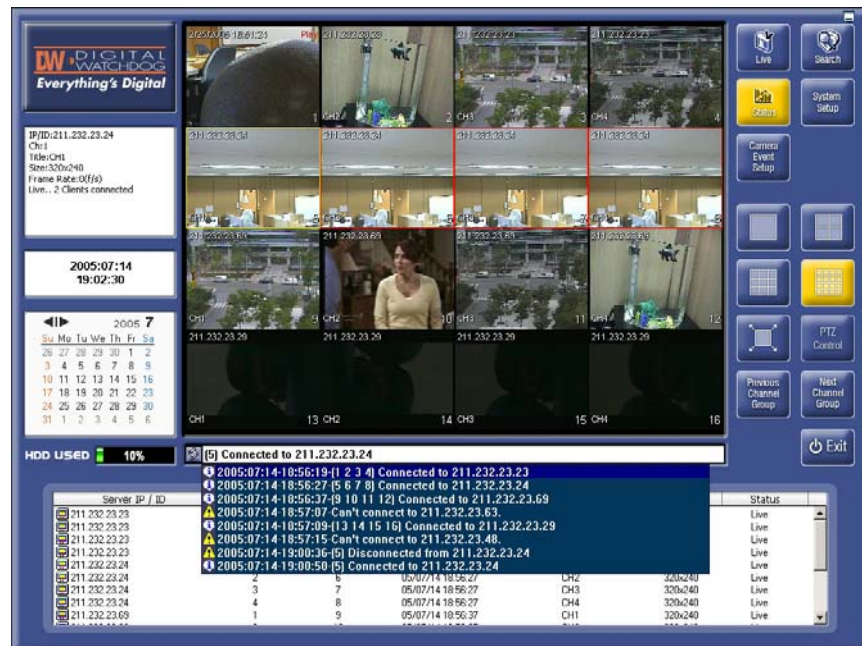 DIGITAL
DW WATCHDOG
Everything's Digital
IP/ID:211.232.23.24
Ch:1
Title:CH1
Size:320x240
Frame Rate:0(f/s)
Live.. 2 Clients connected
2005:07:14
19:02:30
2005 7
Su Mo Tu We Th Fr Sa
26 27 28 29 30 1 2
3 4 5 6 7 8 9
10 11 12 13 14 15 16
17 18 19 20 21 22 23
24 25 26 27 28 29 30
31 1 2 3 4 5 6
HDD USED 10%
Play
1 CH2 2 CH3 3 CH4 4
5 6 7 8
211.232.23.69
CH1 9 CH2 10 CH3 11 12
211.232.23.29 211.232.23.29 211.232.23.29 211.232.23.29
CH1 13 CH2 14 CH3 15 CH4 16
Live
Search
Status
System Setup
Camera Event Setup
PTZ Control
Previous Channel Group
Next Channel Group
Exit
(5) Connected to 211.232.23.24
2005:07:14-18:56:19-(1 2 3 4) Connected to 211.232.23.23
2005:07:14-18:56:27-(5 6 7 8) Connected to 211.232.23.24
2005:07:14-18:56:37-(9 10 11 12) Connected to 211.232.23.69
2005:07:14-18:57:07-Can't connect to 211.232.23.63.
2005:07:14-18:57:09-(13 14 15 16) Connected to 211.232.23.29
2005:07:14-18:57:15-Can't connect to 211.232.23.48.
2005:07:14-19:00:36-(5) Disconnected from 211.232.23.24
2005:07:14-19:00:50-(5) Connected to 211.232.23.24
Server IP / ID Status
211.232.23.23 Live
211.232.23.23 Live
211.232.23.23 Live
211.232.23.23 Live
211.232.23.24 Live
211.232.23.24 2 6 05/07/14 18:56:27 CH2 320x240 Live
211.232.23.24 3 7 05/07/14 18:56:27 CH3 320x240 Live
211.232.23.24 4 8 05/07/14 18:56:27 CH4 320x240 Live
211.232.23.69 1 9 05/07/14 18:56:37 CH1 320x240 Live